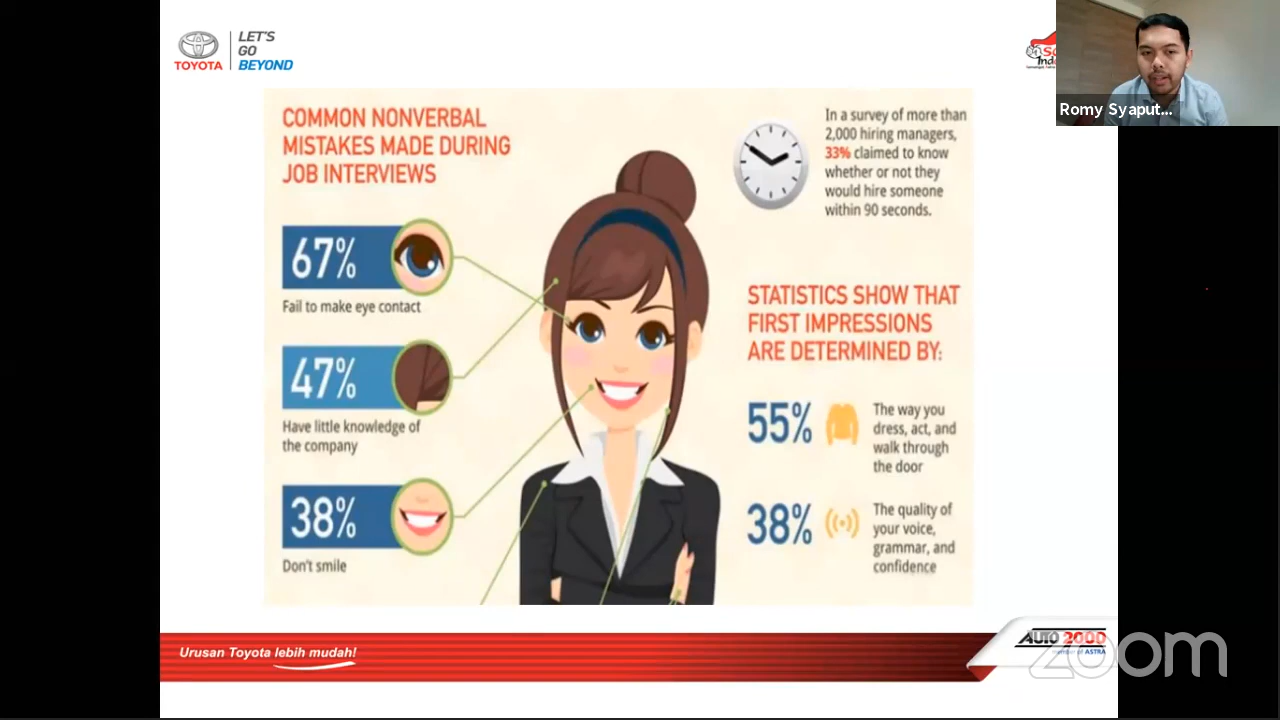 TOYOTA
LET'S
GO
BEYOND
Romy Syaput...
COMMON NONVERBAL
MISTAKES MADE DURING
JOB INTERVIEWS
67%
Fail to make eye contact
47%
Have little knowledge of
the company
38%
Don't smile
In a survey of more than
2,000 hiring managers,
33% claimed to know
whether or not they
would hire someone
within 90 seconds.
STATISTICS SHOW THAT
FIRST IMPRESSIONS
ARE DETERMINED BY:
55%
The way you
dress, act, and
walk through
the door
38%
The quality of
your voice,
grammar, and
confidence
Urusan Toyota lebih mudah!
AUTO 2000
member of ASTRA
zoom